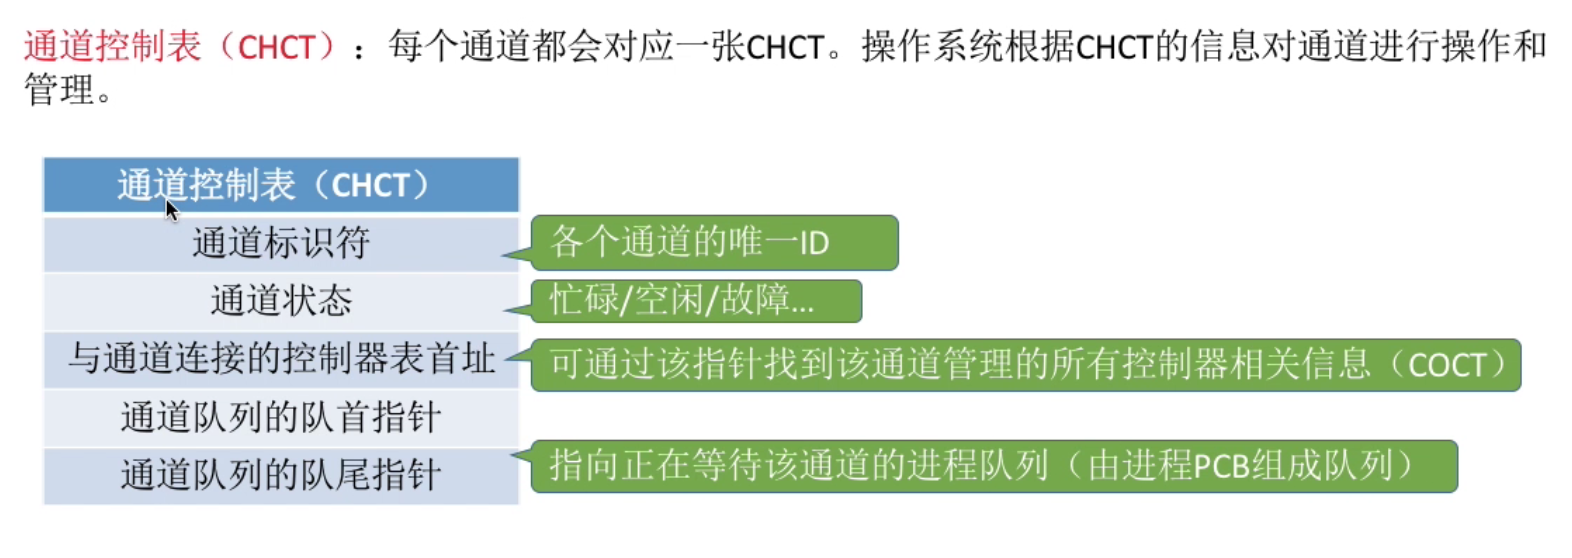 通道控制表（CHCT）：每个通道都会对应一张CHCT。操作系统根据CHCT的信息对通道进行操作和
管理。
通道控制表（CHCT）
通道标识符
各个通道的唯一ID
通道状态
忙碌/空闲/故障...
与通道连接的控制器表首址
可通过该指针找到该通道管理的所有控制器相关信息（COCT）
通道队列的队首指针
通道队列的队尾指针
指向正在等待该通道的进程队列（由进程PCB组成队列）